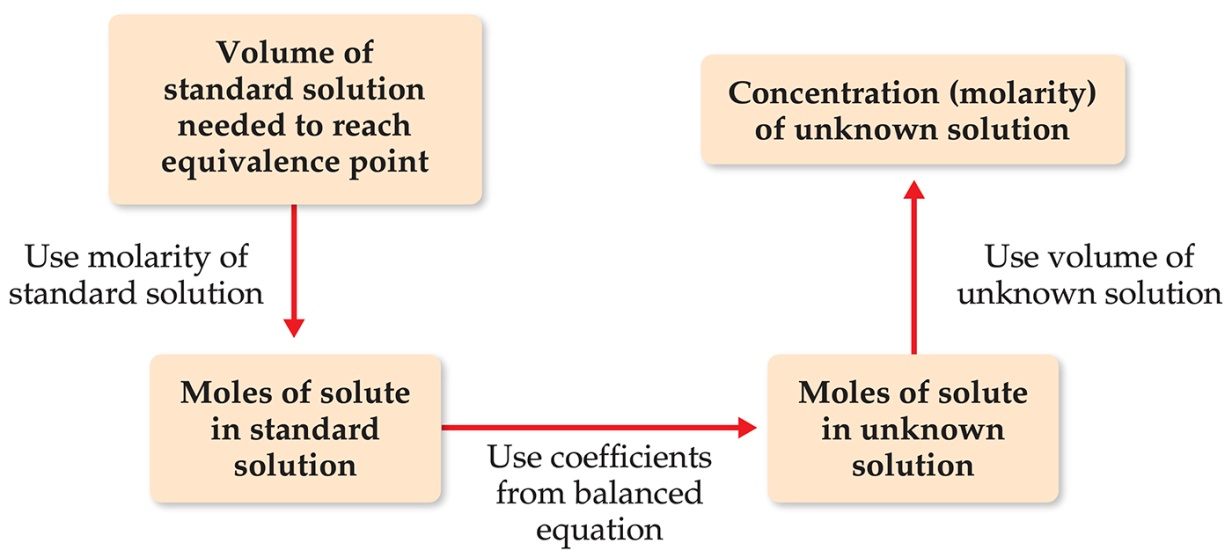 Volume of
standard solution
needed to reach
equivalence point
Use molarity of
standard solution
Moles of solute
in standard
solution
Use coefficients
from balanced
equation
Moles of solute
in unknown
solution
Use volume of
unknown solution
Concentration (molarity)
of unknown solution